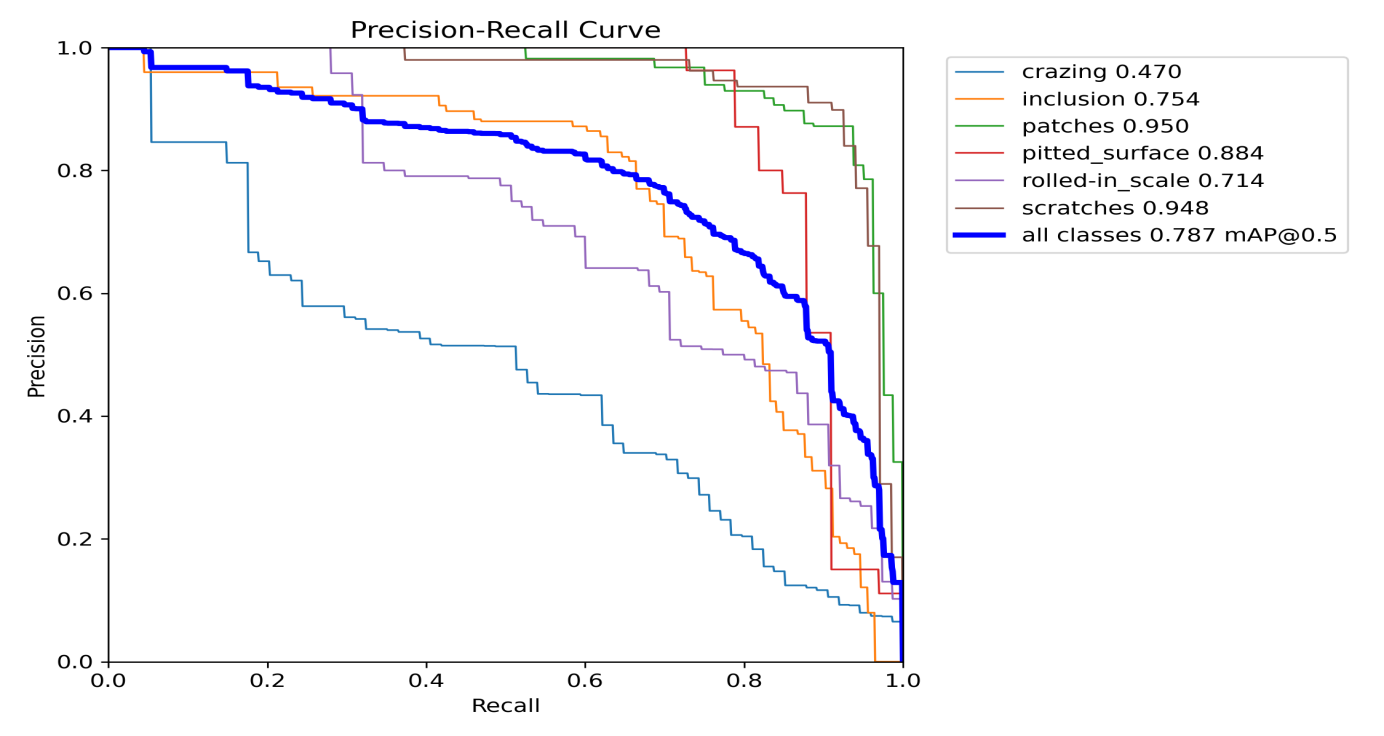 Precision-Recall Curve
1.0
0.8
0.6
0.4
0.2
0.0
Precision
0.0 0.2 0.4 0.6 0.8 1.0
Recall
crazing 0.470
inclusion 0.754
patches 0.950
pitted_surface 0.884
rolled-in_scale 0.714
scratches 0.948
all classes 0.787 mAP@0.5